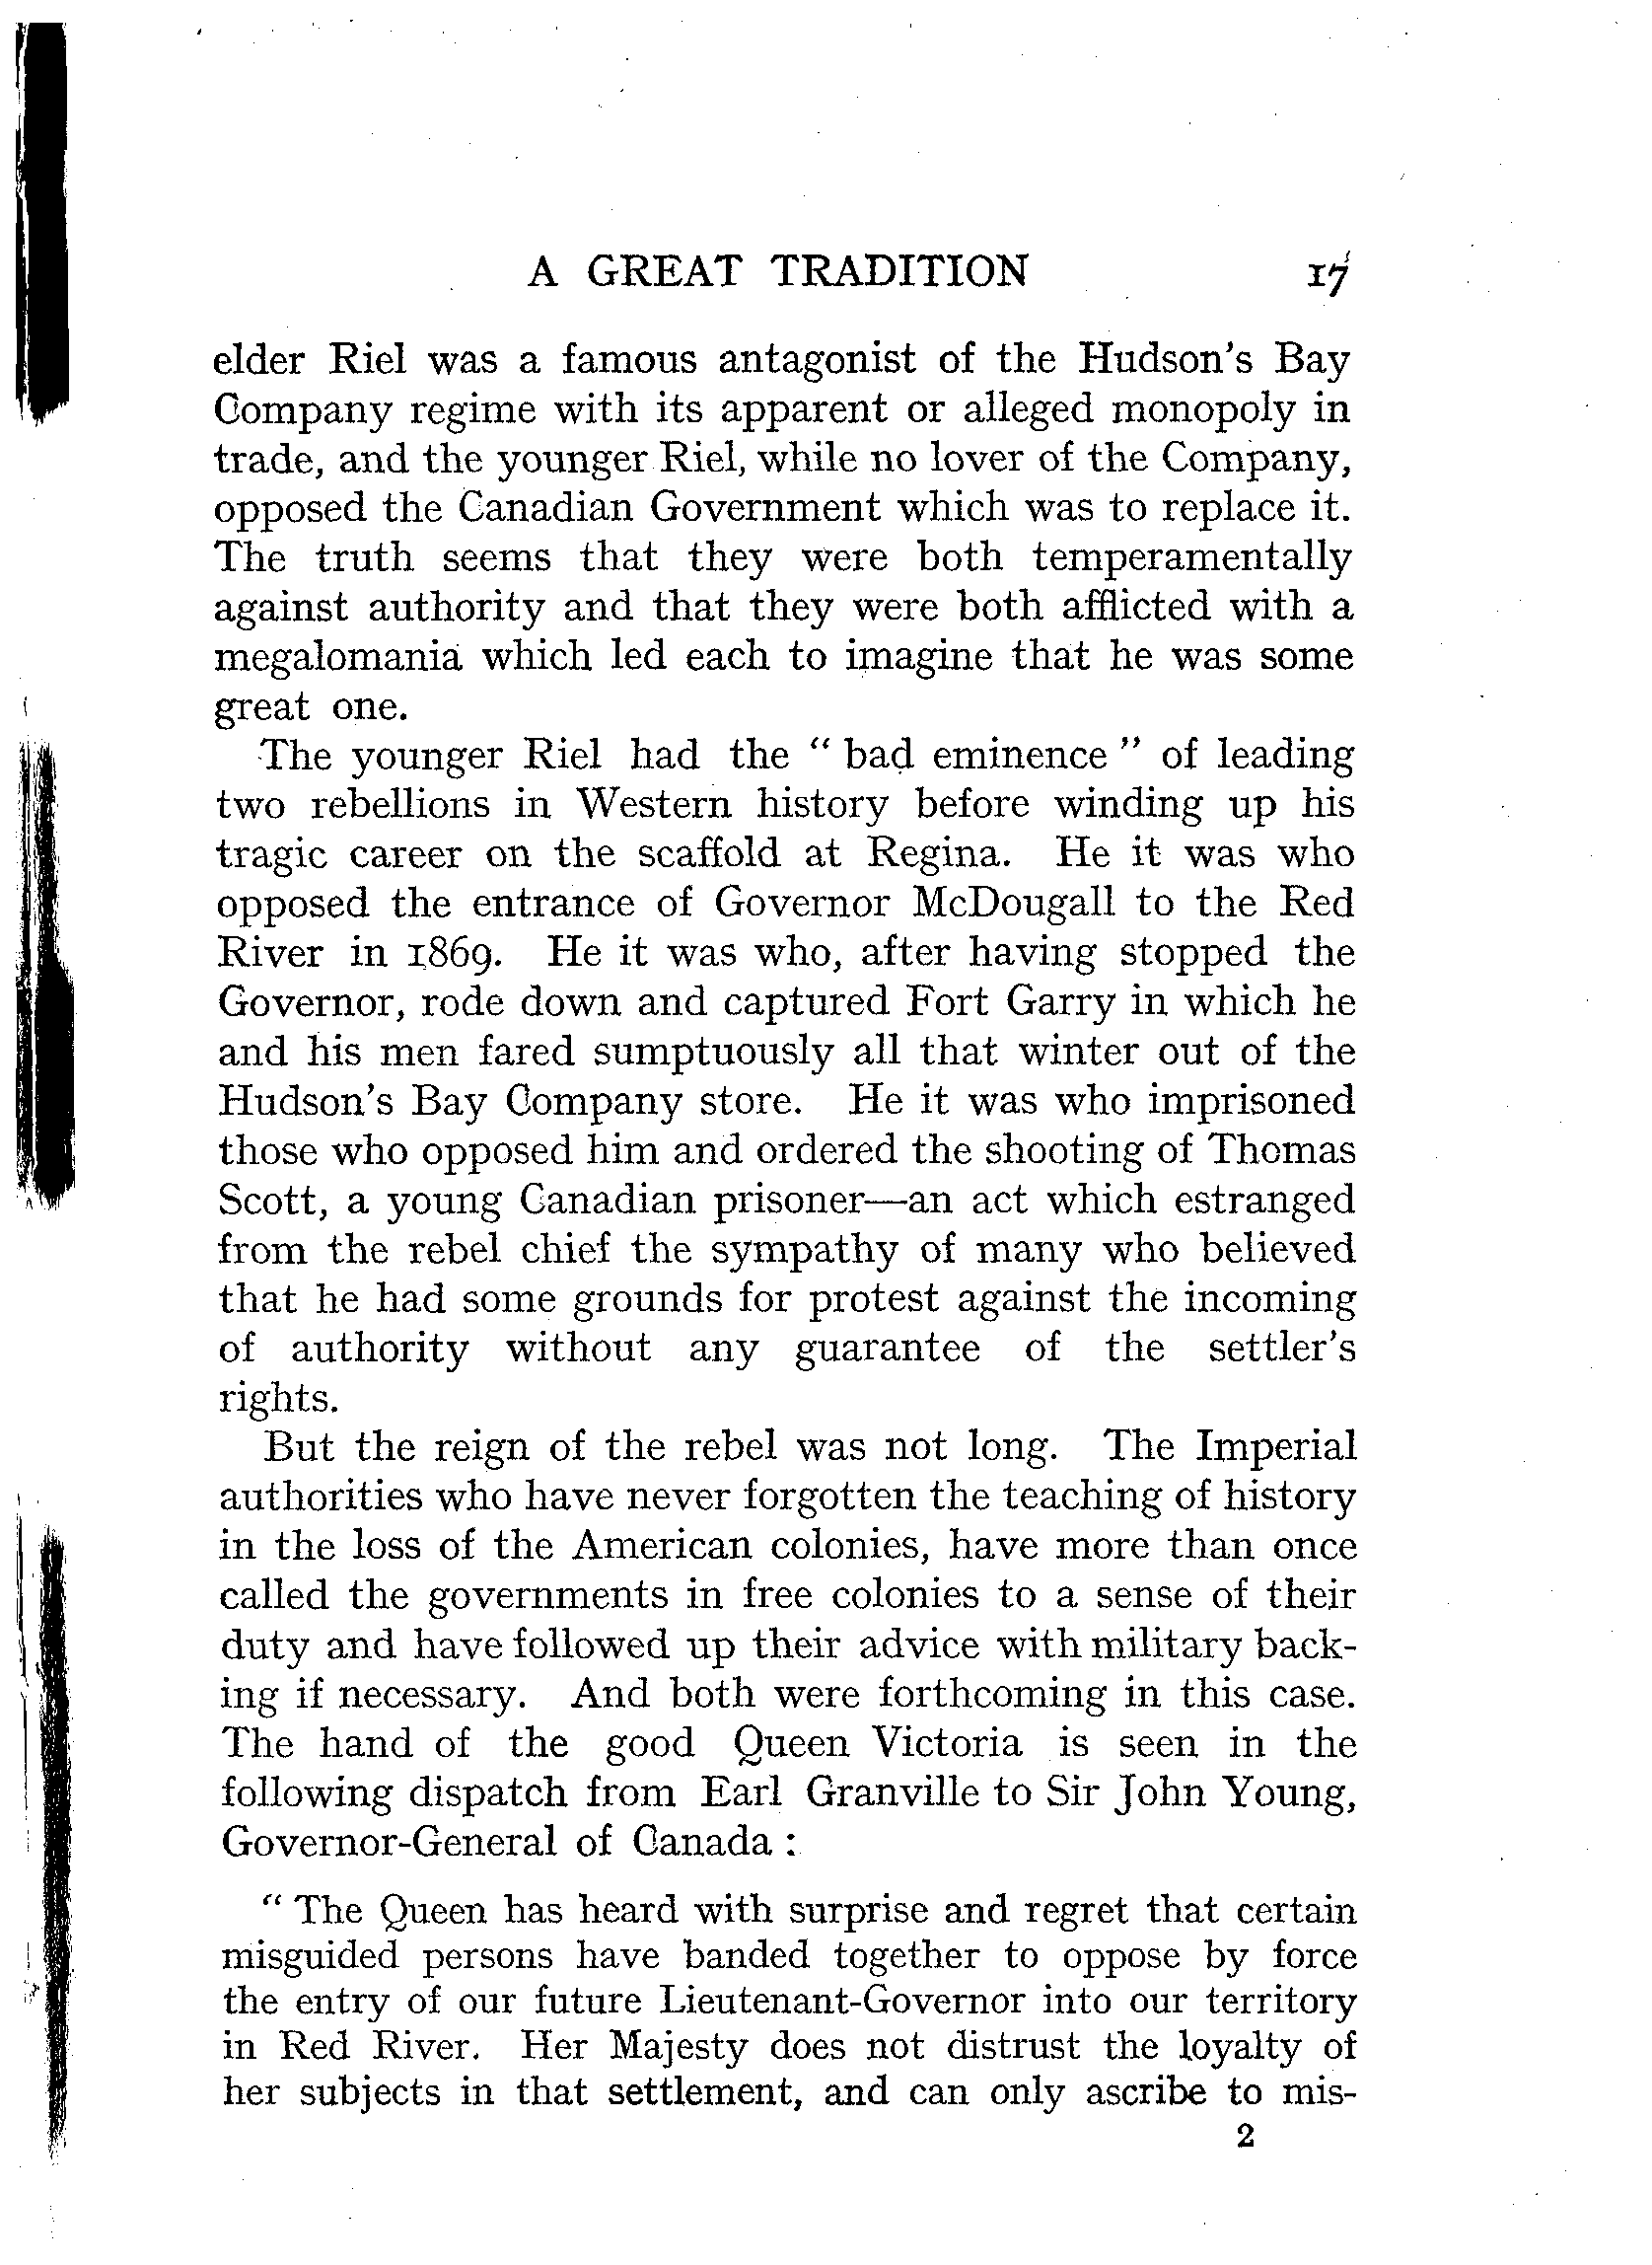 A GREAT TRADITION 17
elder Riel was a famous antagonist of the Hudson's Bay
Company regime with its apparent or alleged monopoly in
trade, and the younger Riel, while no lover of the Company,
opposed the Canadian Government which was to replace it.
The truth seems that they were both temperamentally
against authority and that they were both afflicted with a
megalomania which led each to imagine that he was some
great one.
The younger Riel had the " bad eminence " of leading
two rebellions in Western history before winding up his
tragic career on the scaffold at Regina. He it was who
opposed the entrance of Governor McDougall to the Red
River in 1869. He it was who, after having stopped the
Governor, rode down and captured Fort Garry in which he
and his men fared sumptuously all that winter out of the
Hudson's Bay Company store. He it was who imprisoned
those who opposed him and ordered the shooting of Thomas
Scott, a young Canadian prisoner—an act which estranged
from the rebel chief the sympathy of many who believed
that he had some grounds for protest against the incoming
of authority without any guarantee of the settler's
rights.
But the reign of the rebel was not long. The Imperial
authorities who have never forgotten the teaching of history
in the loss of the American colonies, have more than once
called the governments in free colonies to a sense of their
duty and have followed up their advice with military back-
ing if necessary. And both were forthcoming in this case.
The hand of the good Queen Victoria is seen in the
following dispatch from Earl Granville to Sir John Young,
Governor-General of Canada :
" The Queen has heard with surprise and regret that certain
misguided persons have banded together to oppose by force
the entry of our future Lieutenant-Governor into our territory
in Red River. Her Majesty does not distrust the loyalty of
her subjects in that settlement, and can only ascribe to mis-
2